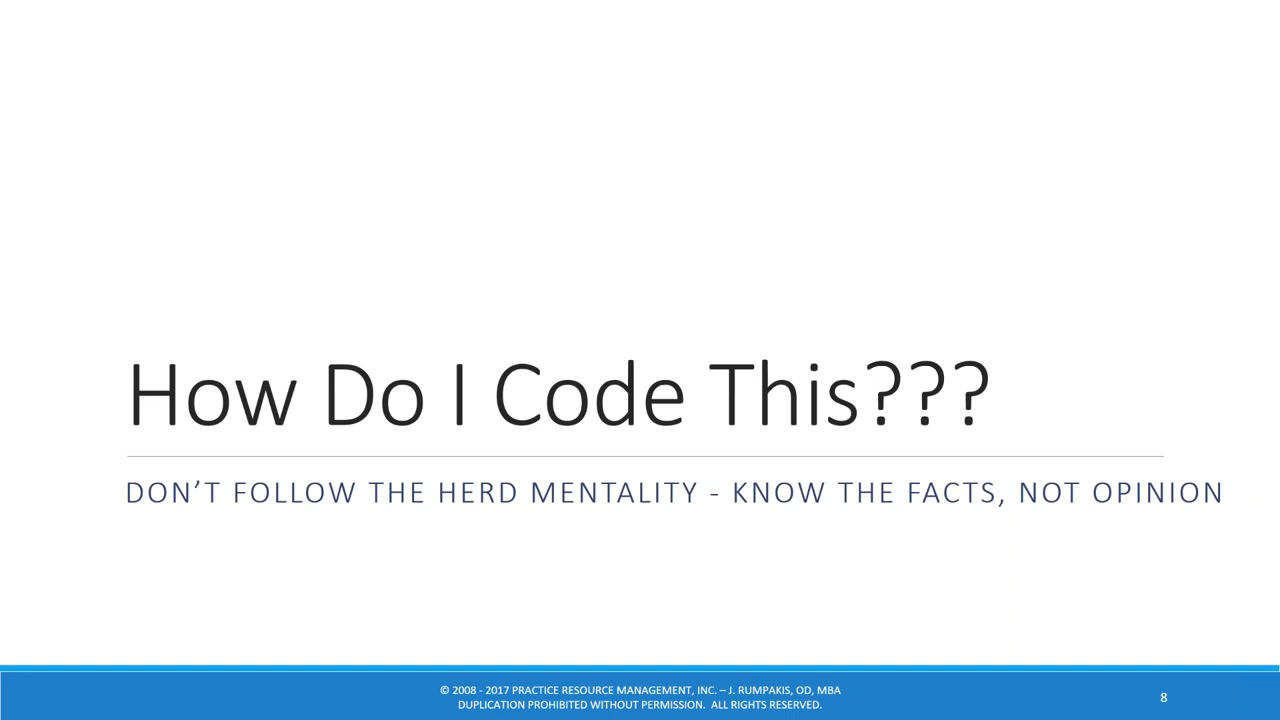 How Do I Code This???
DON’T FOLLOW THE HERD MENTALITY - KNOW THE FACTS, NOT OPINION
© 2008 - 2017 PRACTICE RESOURCE MANAGEMENT, INC. – J. RUMPAKIS, OD, MBA
DUPLICATION PROHIBITED WITHOUT PERMISSION.  ALL RIGHTS RESERVED.
8